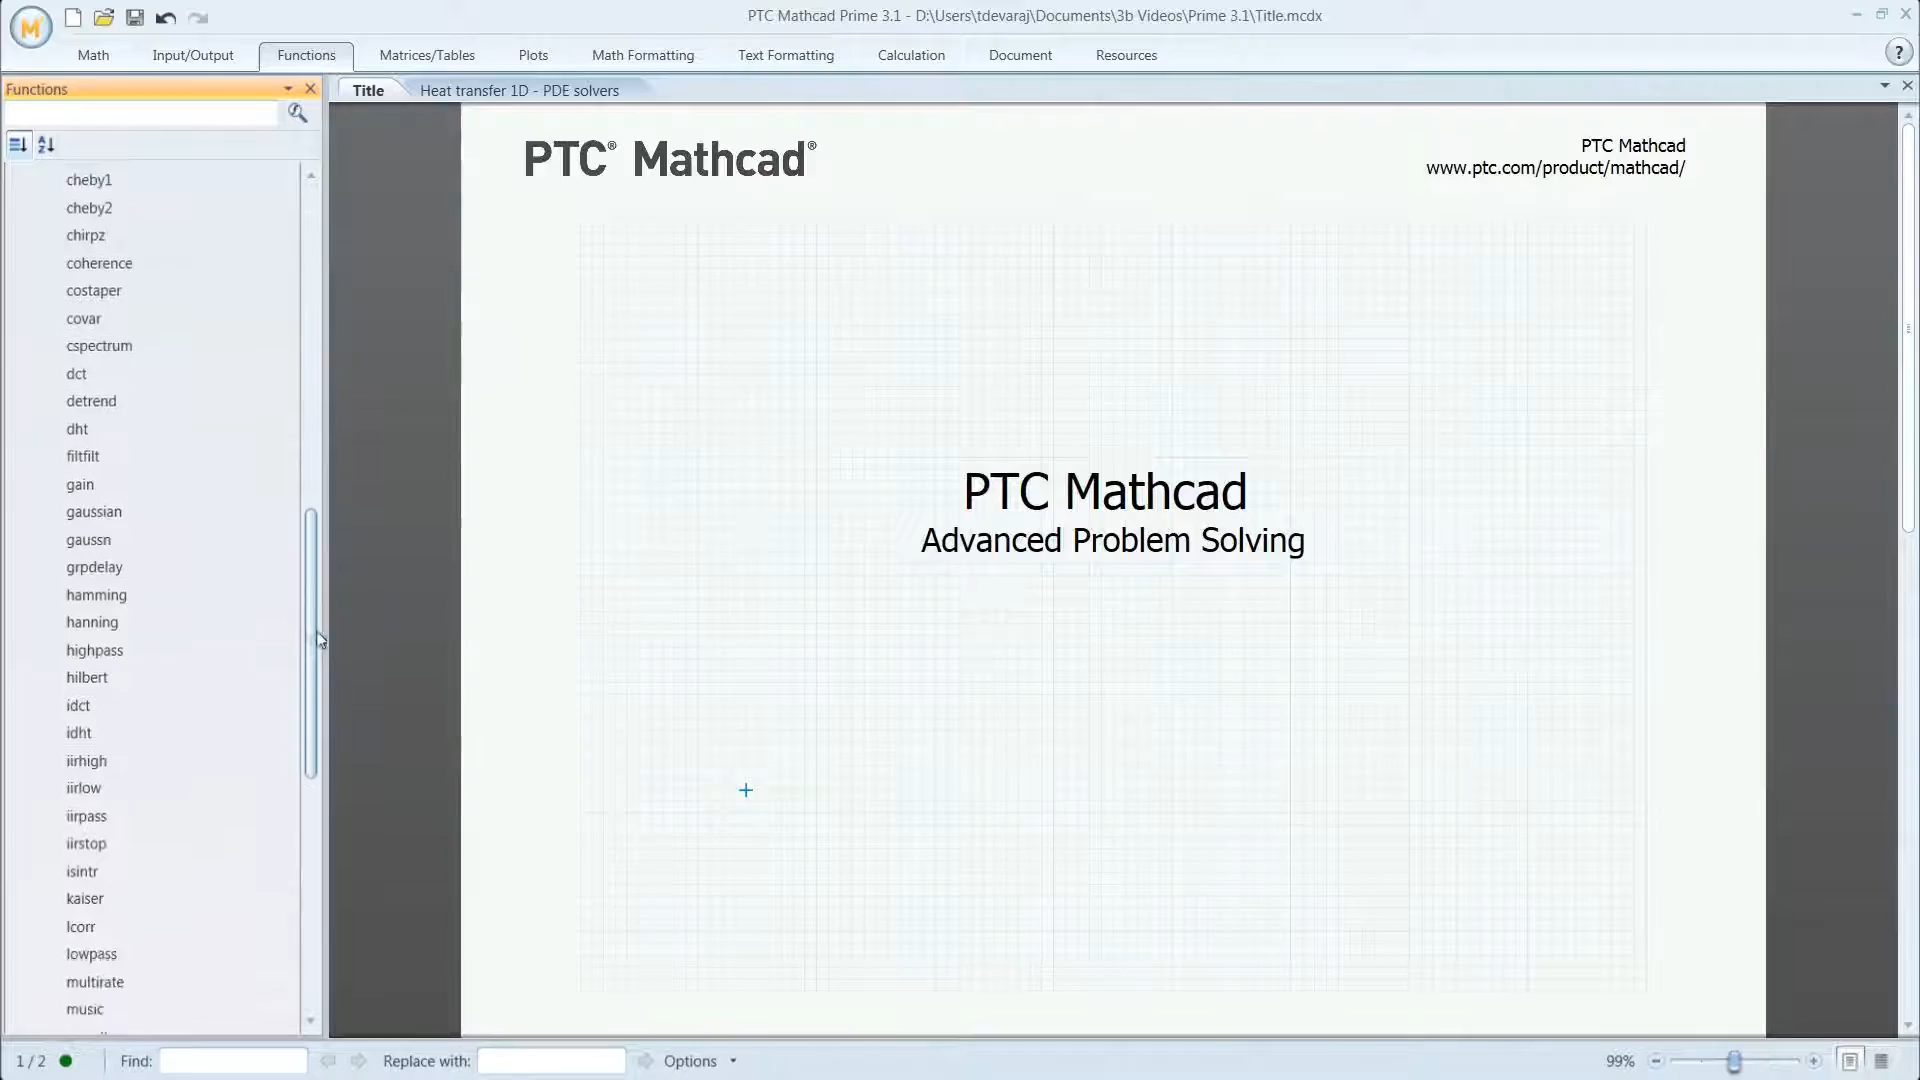 PTC Mathcad Prime 3.1 - D:\Users\tdevaraj\Documents\3b Videos\Prime 3.1\Title.mcdx
Math Input/Output Functions Matrices/Tables Plots Math Formatting Text Formatting Calculation Document Resources
Functions
Title Heat transfer 1D - PDE solvers
PTC® Mathcad®
PTC Mathcad
www.ptc.com/product/mathcad/
cheby1
cheby2
chirpz
coherence
costaper
covar
cspectrum
dct
detrend
dht
filtfilt
gain
gaussian
gaussn
grpdelay
hamming
hanning
highpass
hilbert
idct
idht
iirhigh
iirlow
iirpass
iirstop
isintr
kaiser
lcorr
lowpass
multirate
music
PTC Mathcad
Advanced Problem Solving
1 / 2 Find: Replace with: Options 99%